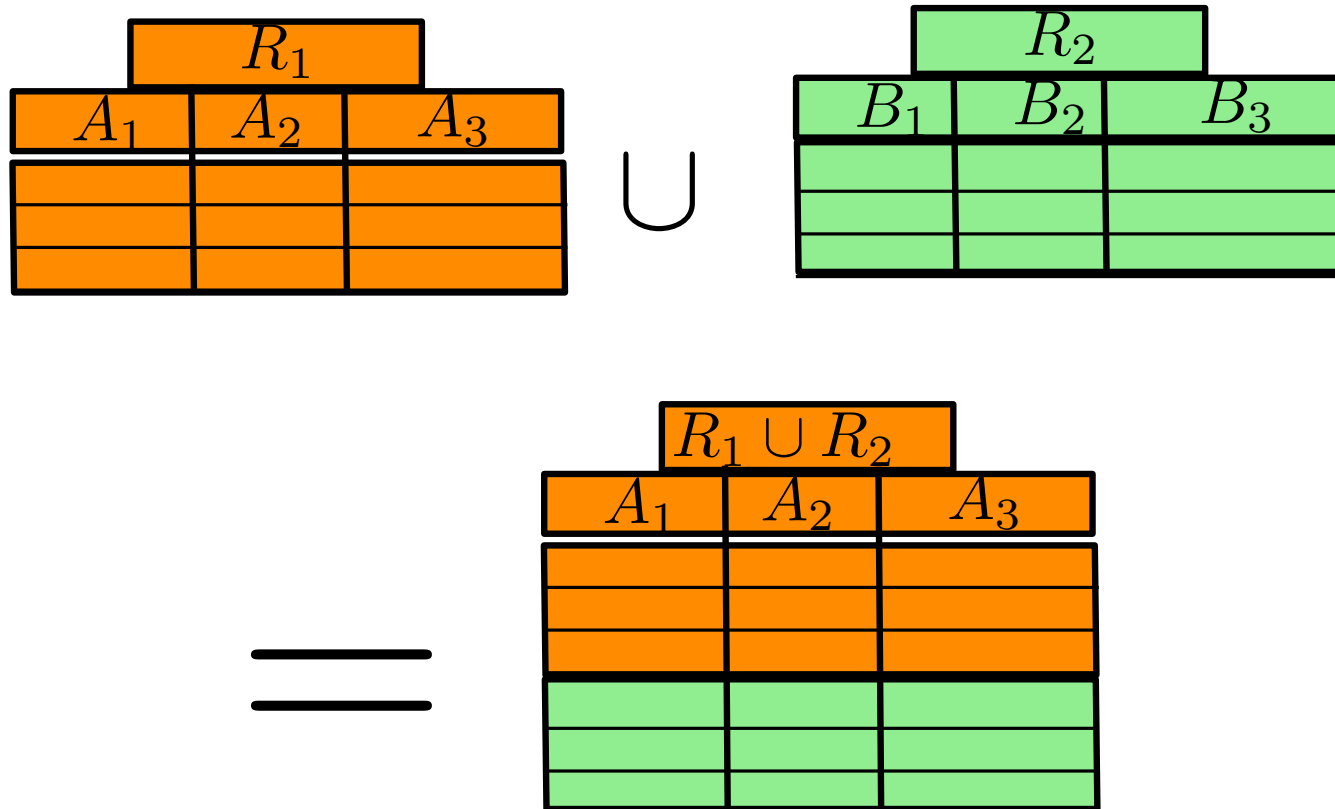 R₁
A₁ A₂ A₃
∪
R₂
B₁ B₂ B₃
=
R₁ ∪ R₂
A₁ A₂ A₃